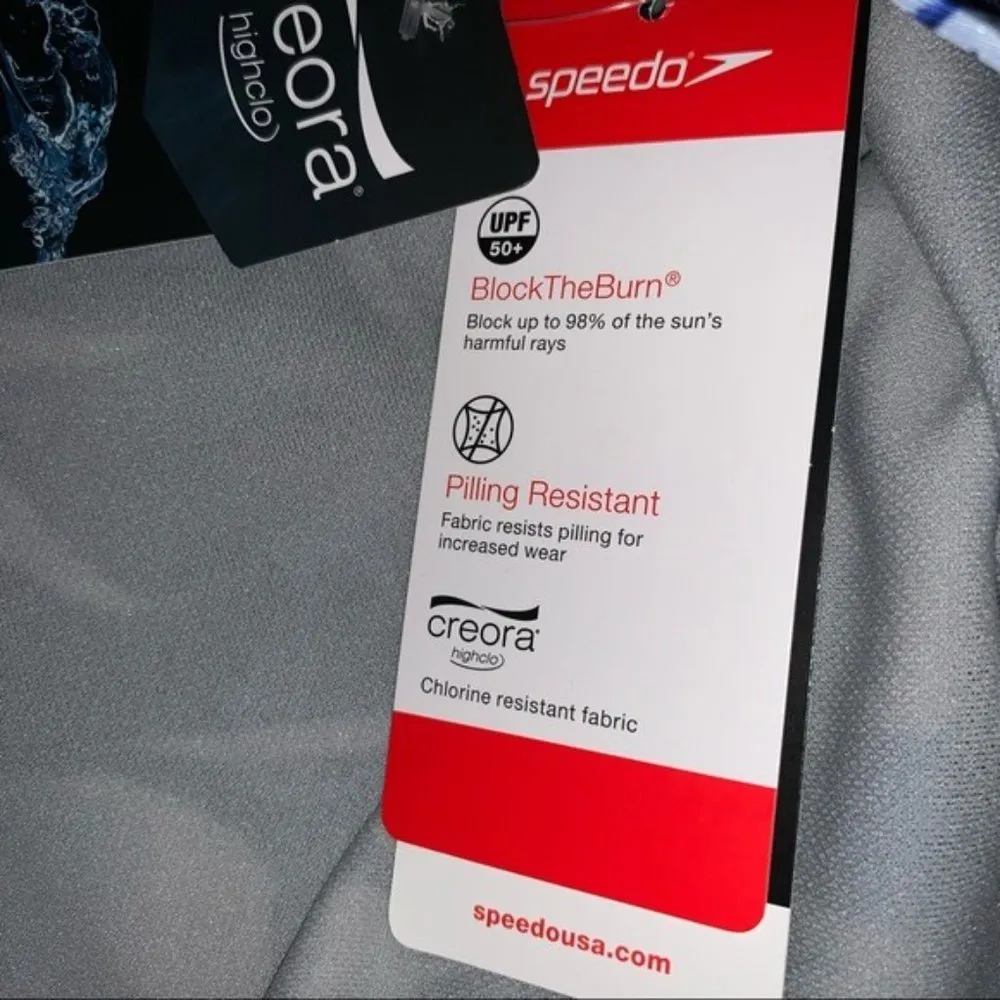 eora®
highclo
speedo
UPF
50+
BlockTheBurn®
Block up to 98% of the sun's
harmful rays
Pilling Resistant
Fabric resists pilling for
increased wear
creora
highclo
Chlorine resistant fabric
speedousa.com